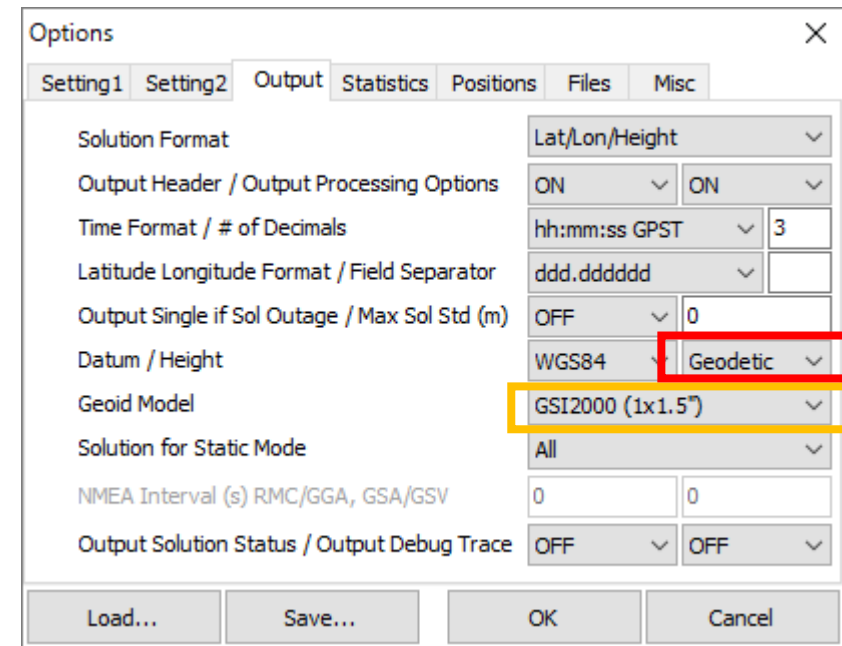 Options
Setting1 Setting2 Output Statistics Positions Files Misc
Solution Format Lat/Lon/Height
Output Header / Output Processing Options ON ON
Time Format / # of Decimals hh:mm:ss GPST 3
Latitude Longitude Format / Field Separator ddd.dddddd
Output Single if Sol Outage / Max Sol Std (m) OFF 0
Datum / Height WGS84 Geodetic
Geoid Model GSI2000 (1x1.5")
Solution for Static Mode All
NMEA Interval (s) RMC/GGA, GSA/GSV 0 0
Output Solution Status / Output Debug Trace OFF OFF
Load... Save... OK Cancel